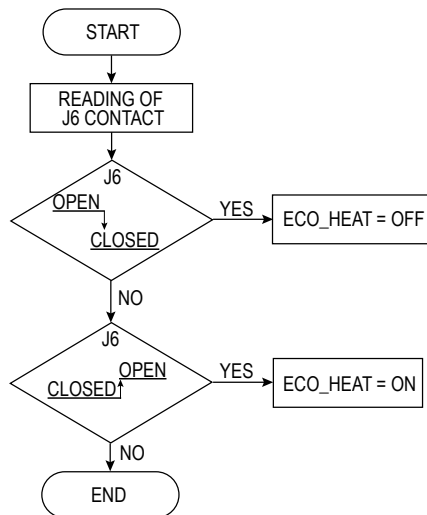 START
READING OF
J6 CONTACT
J6
OPEN
CLOSED
YES
ECO_HEAT = OFF
NO
J6
OPEN
CLOSED
YES
ECO_HEAT = ON
NO
END